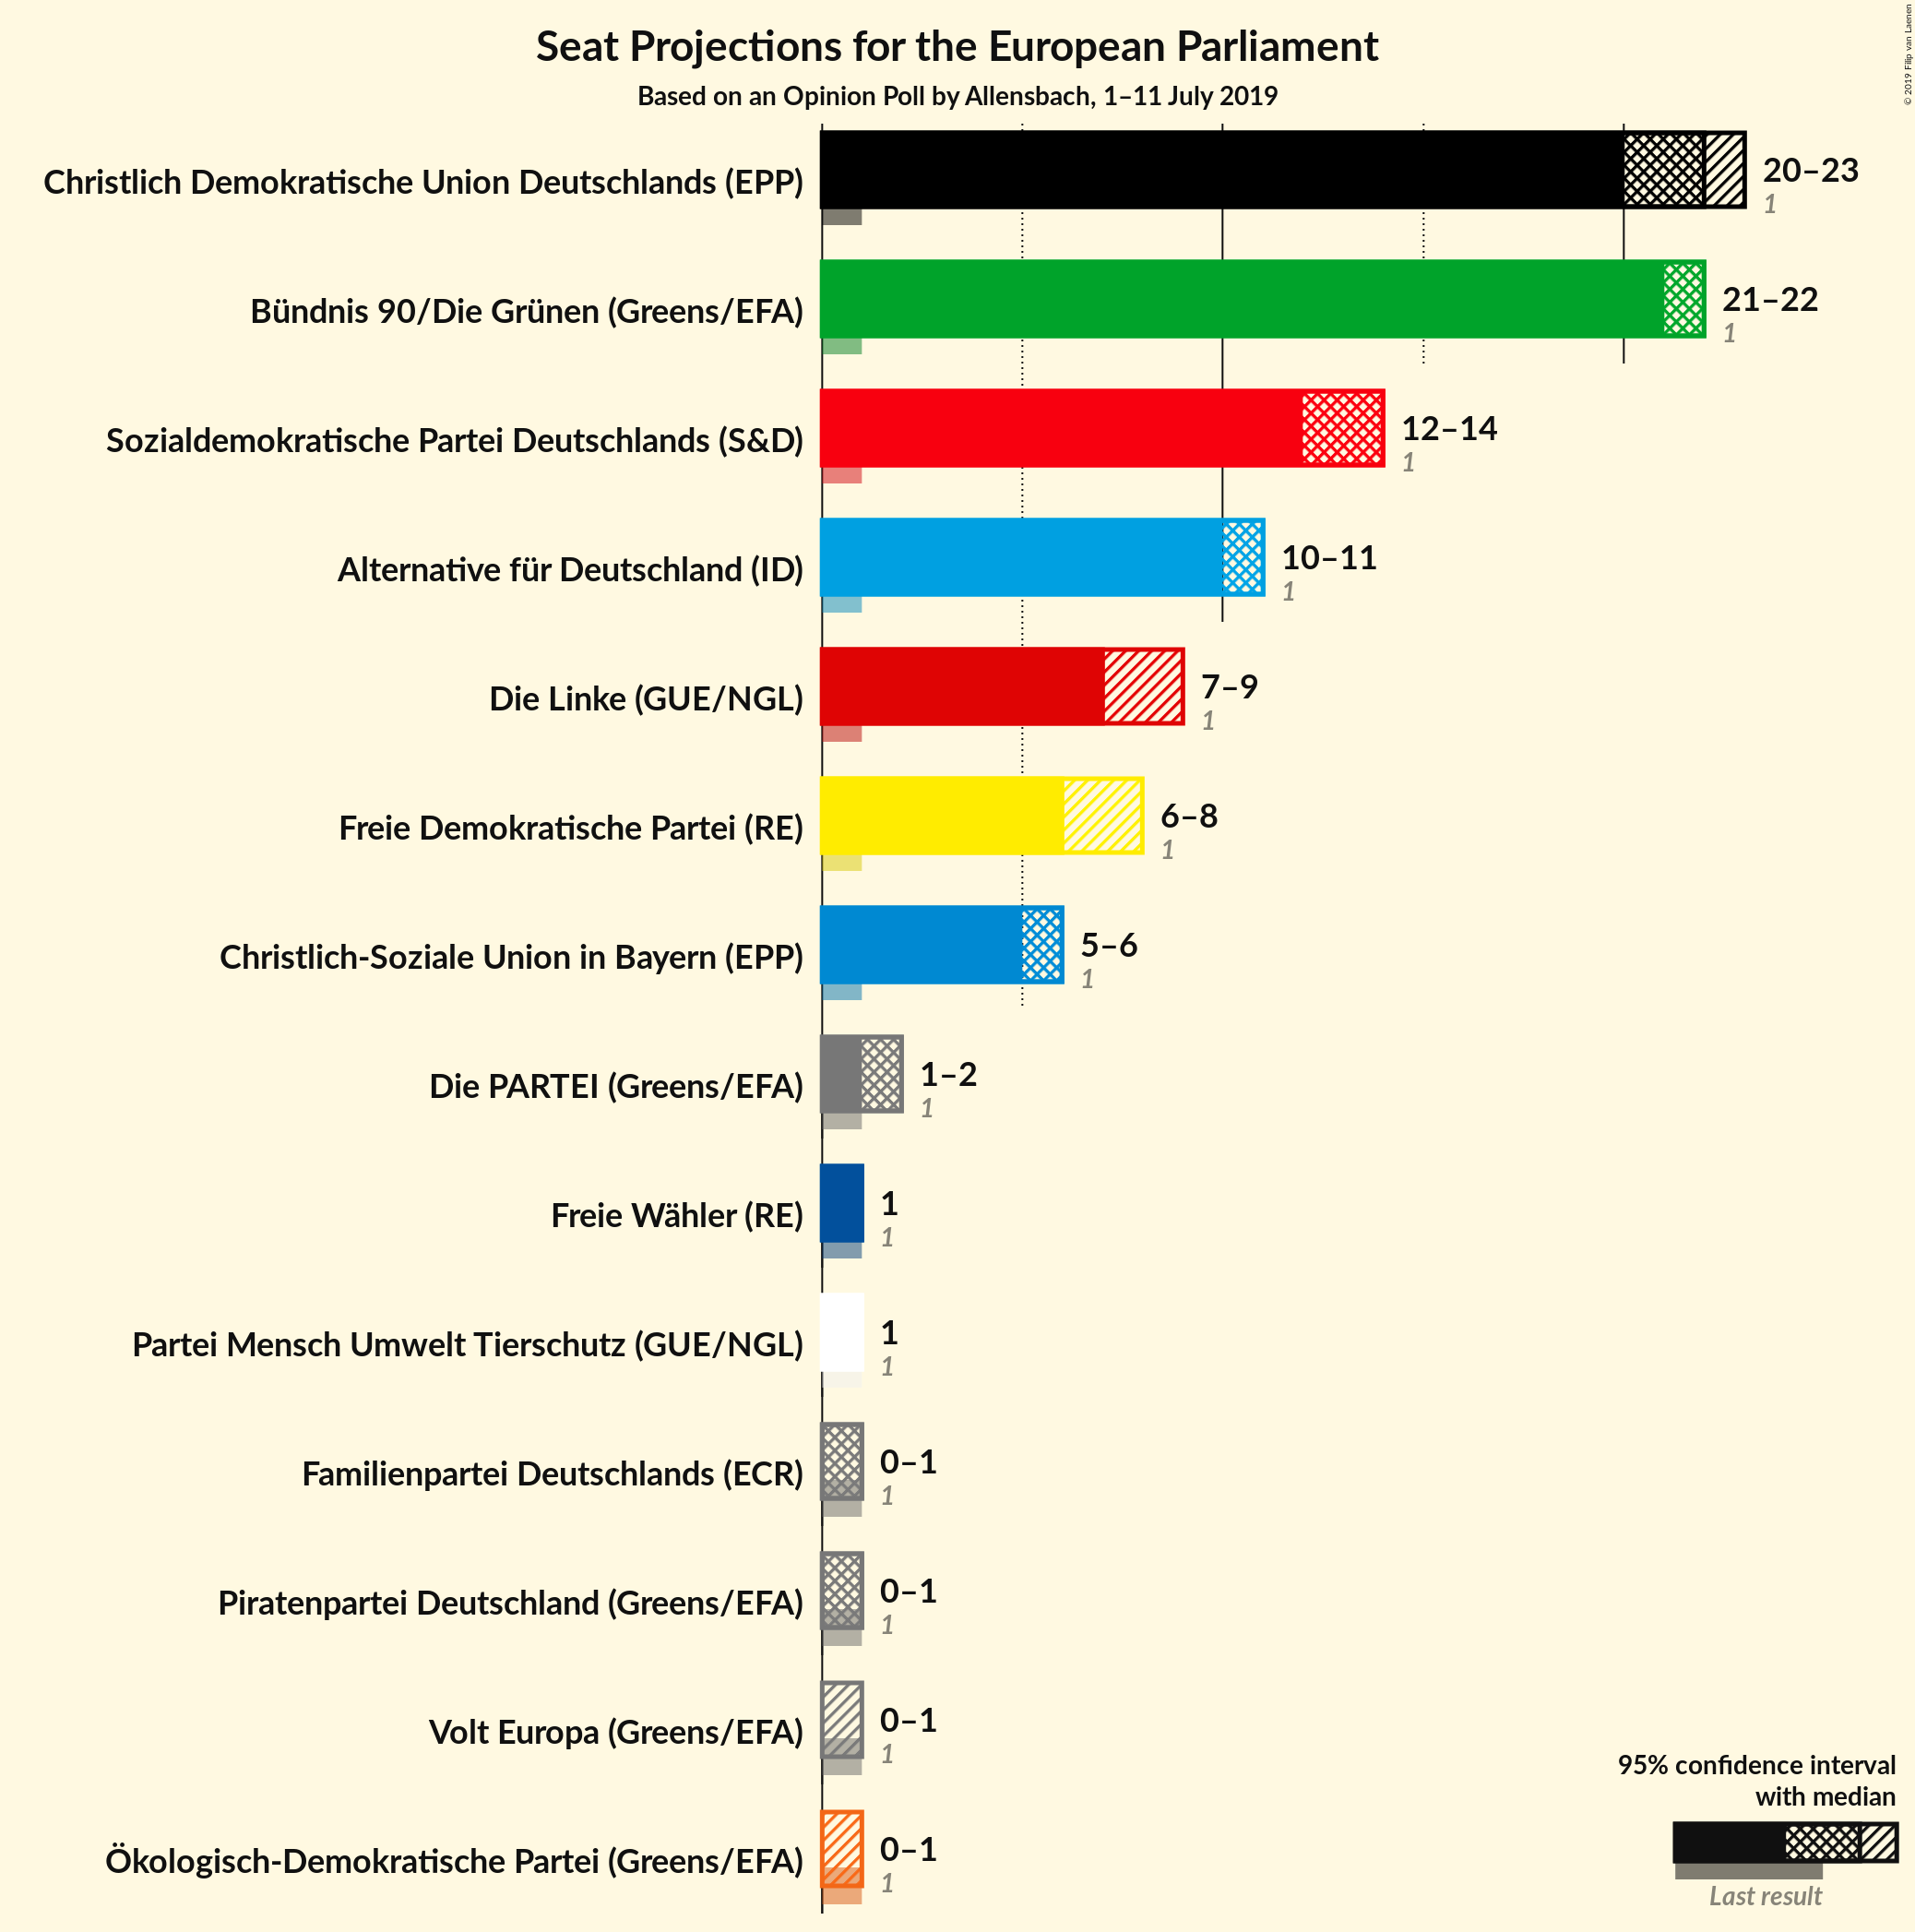 Seat Projections for the European Parliament
Based on an Opinion Poll by Allensbach, 1–11 July 2019
© 2019 Filip van Laenen
Christlich Demokratische Union Deutschlands (EPP)
20–23
1
Bündnis 90/Die Grünen (Greens/EFA)
21–22
1
Sozialdemokratische Partei Deutschlands (S&D)
12–14
1
Alternative für Deutschland (ID)
10–11
1
Die Linke (GUE/NGL)
7–9
1
Freie Demokratische Partei (RE)
6–8
1
Christlich-Soziale Union in Bayern (EPP)
5–6
1
Die PARTEI (Greens/EFA)
1–2
1
Freie Wähler (RE)
1
1
Partei Mensch Umwelt Tierschutz (GUE/NGL)
1
1
Familienpartei Deutschlands (ECR)
0–1
1
Piratenpartei Deutschland (Greens/EFA)
0–1
1
Volt Europa (Greens/EFA)
0–1
1
Ökologisch-Demokratische Partei (Greens/EFA)
0–1
1
95% confidence interval
with median
Last result